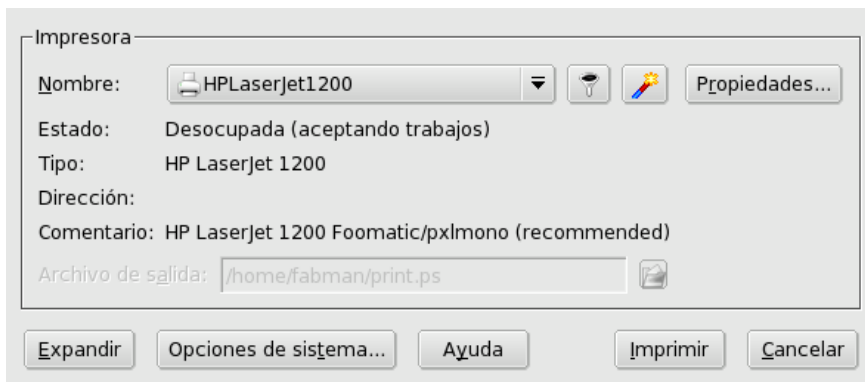 Impresora
Nombre: HPLaserJet1200 Propiedades...
Estado: Desocupada (aceptando trabajos)
Tipo: HP LaserJet 1200
Dirección:
Comentario: HP LaserJet 1200 Foomatic/pxlmono (recommended)
Archivo de salida: /home/fabman/print.ps
Expandir Opciones de sistema... Ayuda Imprimir Cancelar